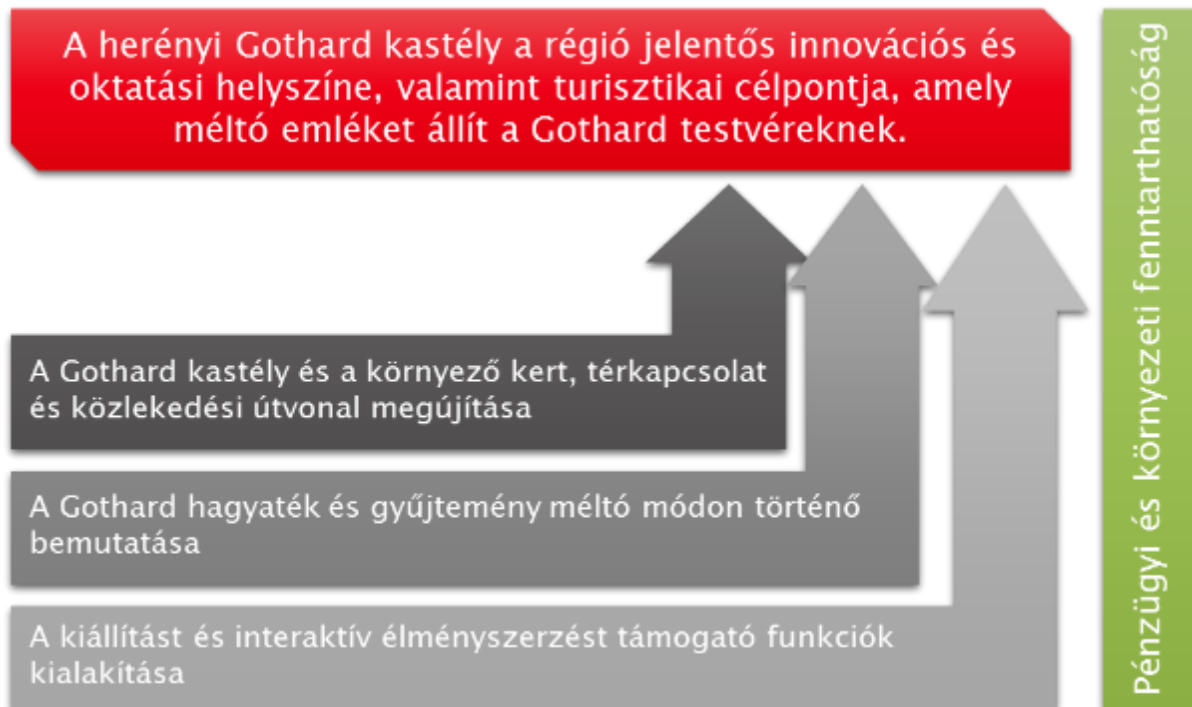 A herényi Gothard kastély a régió jelentős innovációs és
oktatási helyszíne, valamint turisztikai célpontja, amely
méltó emléket állít a Gothard testvéreknek.
A Gothard kastély és a környező kert, térkapcsolat
és közlekedési útvonal megújítása
A Gothard hagyaték és gyűjtemény méltó módon történő
bemutatása
A kiállítást és interaktív élményszerzést támogató funkciók
kialakítása
Pénzügyi és környezeti fenntarthatóság